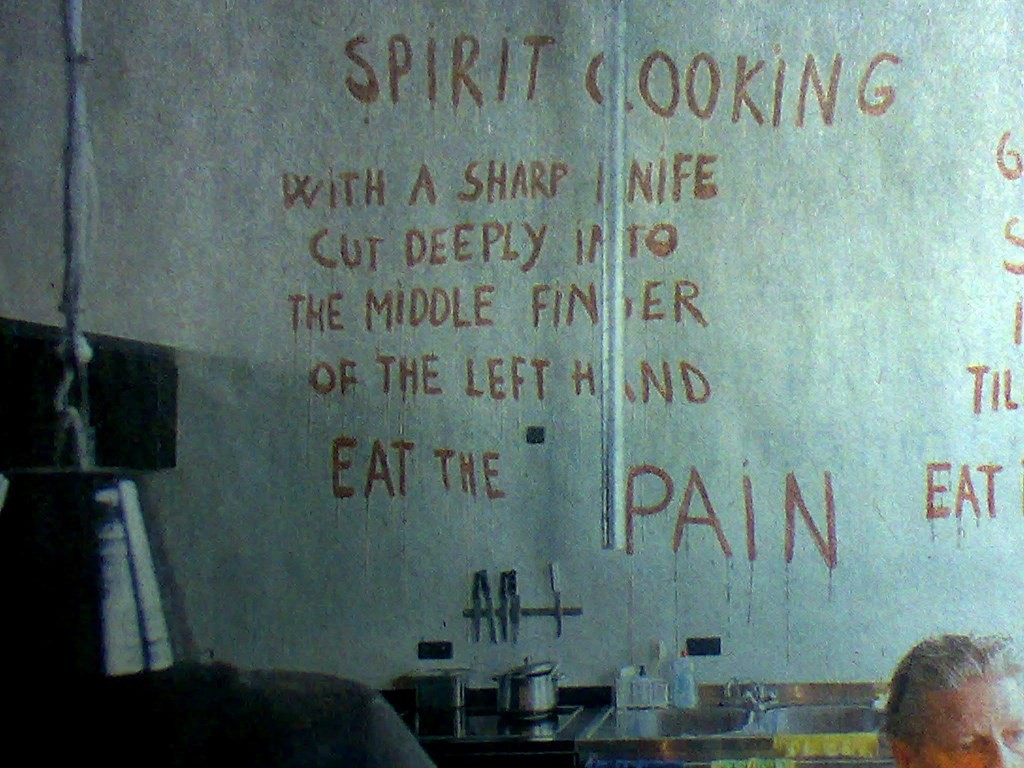 SPIRIT COOKING
WITH A SHARP KNIFE
CUT DEEPLY INTO
THE MIDDLE FINGER
OF THE LEFT HAND
EAT THE PAIN
EAT